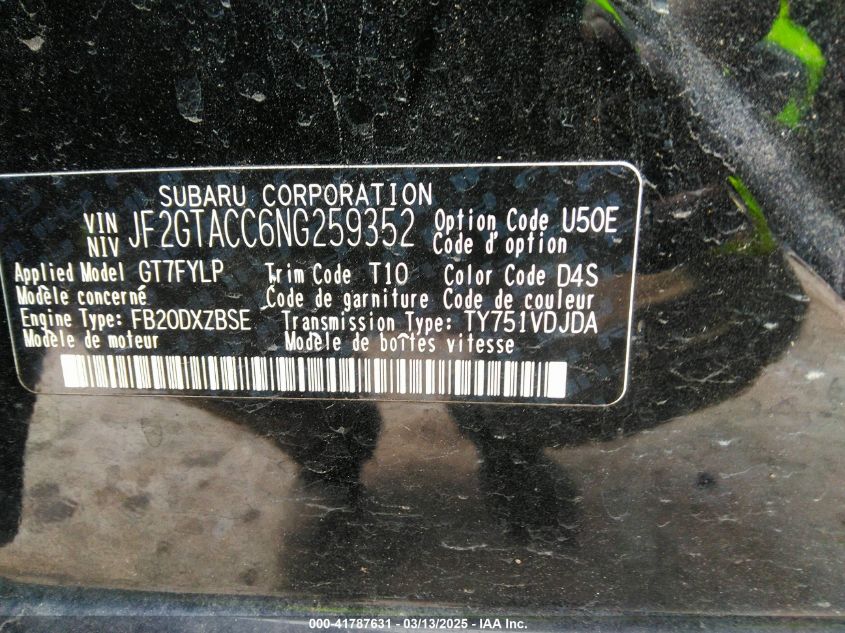 SUBARU CORPORATION
VIN NIV JF2GTACC6NG259352 Option Code U50E
Code d'option
Applied Model GT7FYLP Trim Code T10 Color Code D4S
Modèle concerné Code de garniture Code de couleur
Engine Type: FB20DXZBSE Transmission Type: TY751VDJDA
Modèle de moteur Modèle de boîtes vitesse
000-41787631 - 03/13/2025 - IAA Inc.